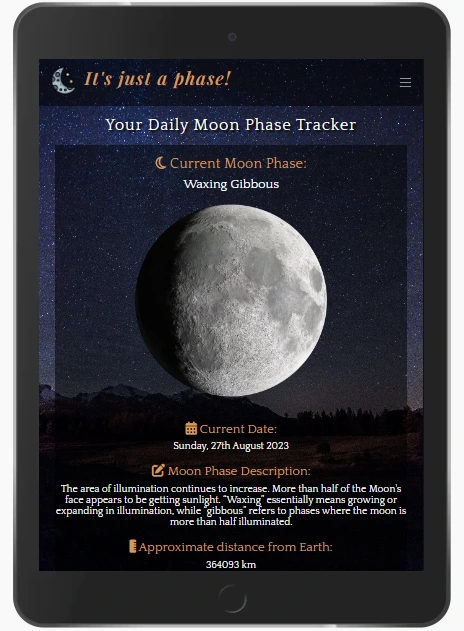 It's just a phase!
Your Daily Moon Phase Tracker
Current Moon Phase:
Waxing Gibbous
Current Date:
Sunday, 27th August 2023
Moon Phase Description:
The area of illumination continues to increase. More than half of the Moon's
face appears to be getting sunlight. "Waxing" essentially means growing or
expanding in illumination, while "gibbous" refers to phases where the moon is
more than half illuminated.
Approximate distance from Earth:
364093 km